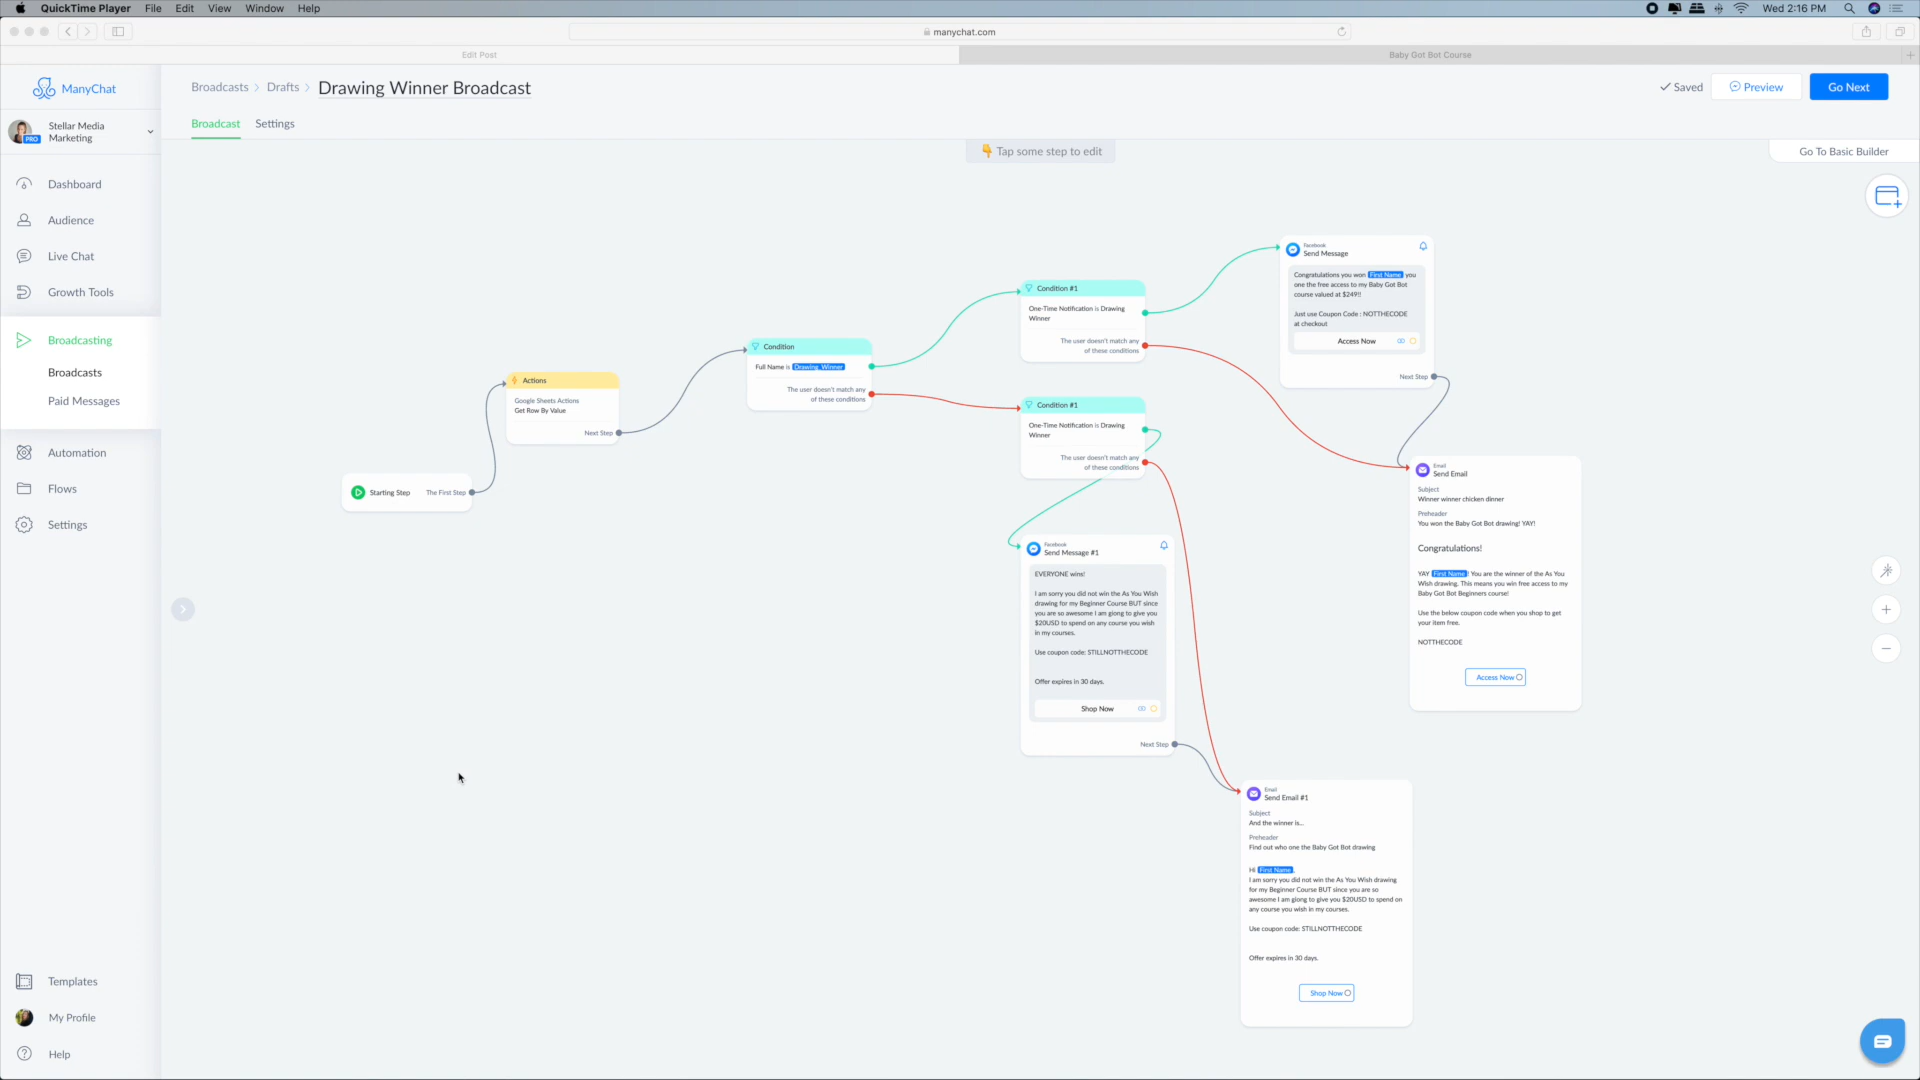 QuickTime Player File Edit View Window Help
Wed 2:16 PM
manychat.com
Edit Post
Baby Got Bot Course
ManyChat
Broadcasts > Drafts > Drawing Winner Broadcast
Saved
Preview
Go Next
Stellar Media
Marketing
PRO
Broadcast
Settings
Tap some step to edit
Go To Basic Builder
Dashboard
Audience
Live Chat
Growth Tools
Broadcasting
Broadcasts
Paid Messages
Automation
Flows
Settings
Templates
My Profile
Help
Starting Step
The First Step
Actions
Google Sheets Actions
Get Row By Value
Next Step
Condition
Full Name is Drawing_Winner
The user doesn't match any
of these conditions
Condition #1
One-Time Notification is Drawing
Winner
The user doesn't match any
of these conditions
Condition #1
One-Time Notification is Drawing
Winner
The user doesn't match any
of these conditions
Facebook
Send Message
Congratulations you won First Name you
one the free access to my Baby Got Bot
course valued at $249!!
Just use Coupon Code : NOTTHECODE
at checkout
Access Now
Next Step
Email
Send Email
Subject
Winner winner chicken dinner
Preheader
You won the Baby Got Bot drawing! YAY!
Congratulations!
YAY First Name! You are the winner of the As You
Wish drawing. This means you win free access to my
Baby Got Bot Beginners course!
Use the below coupon code when you shop to get
your item free.
NOTTHECODE
Access Now
Facebook
Send Message #1
EVERYONE wins!
I am sorry you did not win the As You Wish
drawing for my Beginner Course BUT since
you are so awesome I am giong to give you
$20USD to spend on any course you wish
in my courses.
Use coupon code: STILLNOTTHECODE
Offer expires in 30 days.
Shop Now
Next Step
Email
Send Email #1
Subject
And the winner is...
Preheader
Find out who one the Baby Got Bot drawing
Hi First Name
I am sorry you did not win the As You Wish drawing
for my Beginner Course BUT since you are so
awesome I am giong to give you $20USD to spend on
any course you wish in my courses.
Use coupon code: STILLNOTTHECODE
Offer expires in 30 days.
Shop Now